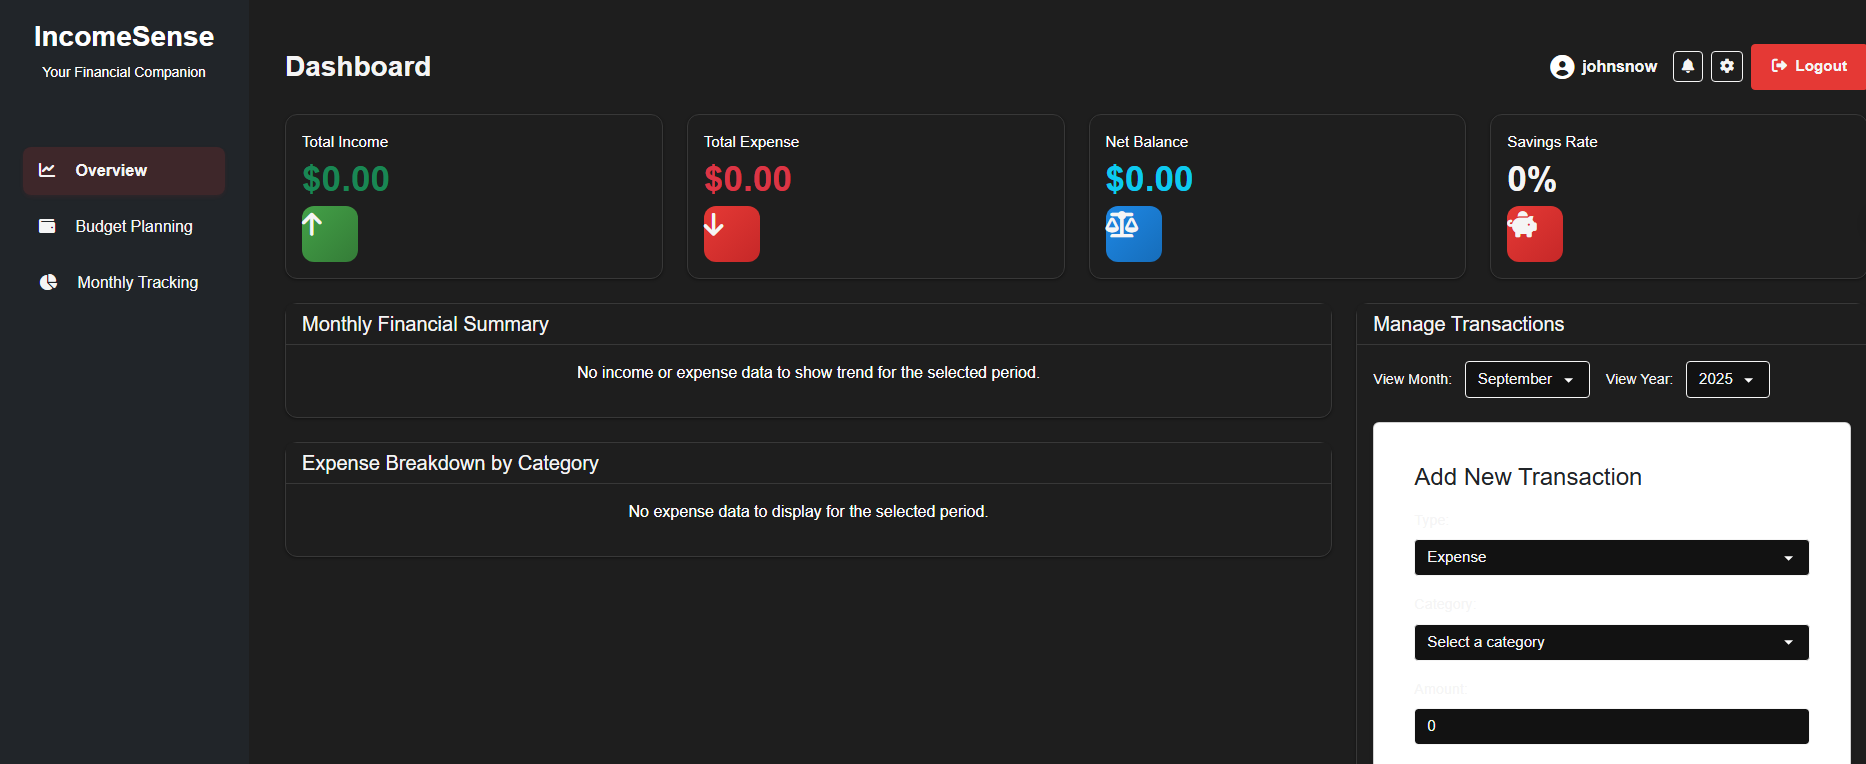 IncomeSense
Your Financial Companion
Overview
Budget Planning
Monthly Tracking
Dashboard
johnsnow
Logout
Total Income
$0.00
Total Expense
$0.00
Net Balance
$0.00
Savings Rate
0%
Monthly Financial Summary
No income or expense data to show trend for the selected period.
Expense Breakdown by Category
No expense data to display for the selected period.
Manage Transactions
View Month: September View Year: 2025
Add New Transaction
Type:
Expense
Category:
Select a category
Amount:
0